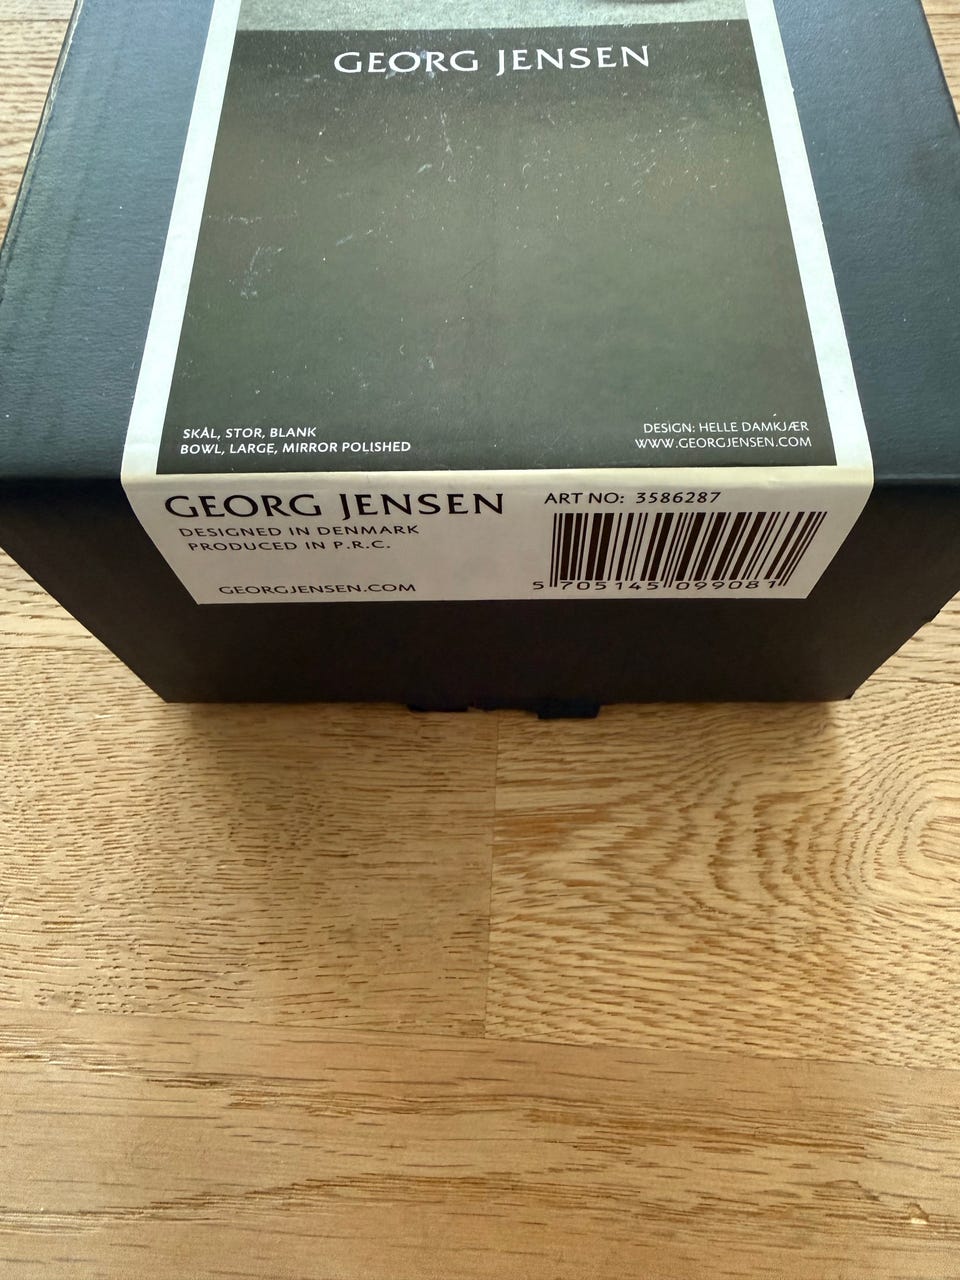 GEORG JENSEN
SKÅL, STOR, BLANK
BOWL, LARGE, MIRROR POLISHED
DESIGN: HELLE DAMKJÆR
WWW.GEORGJENSEN.COM
GEORG JENSEN
DESIGNED IN DENMARK
PRODUCED IN P.R.C.
GEORGJENSEN.COM
ART NO: 3586287
5 705145 099081